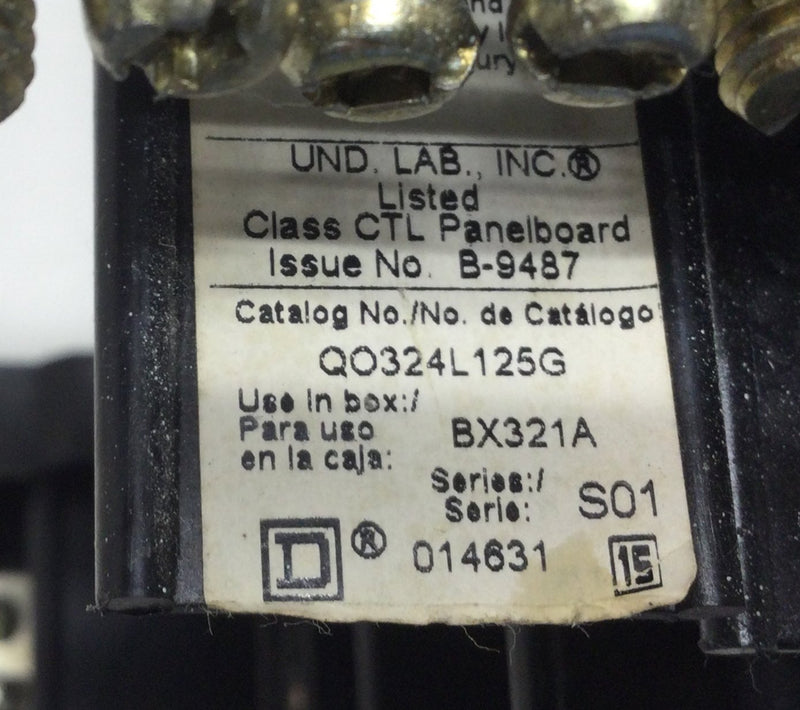 UND. LAB., INC.®
Listed
Class CTL Panelboard
Issue No. B-9487
Catalog No./No. de Catálogo
QO324L125G
Use in box:/
Para uso
en la caja:
BX321A
Series:/
Serie:
S01
D ® 014631 15